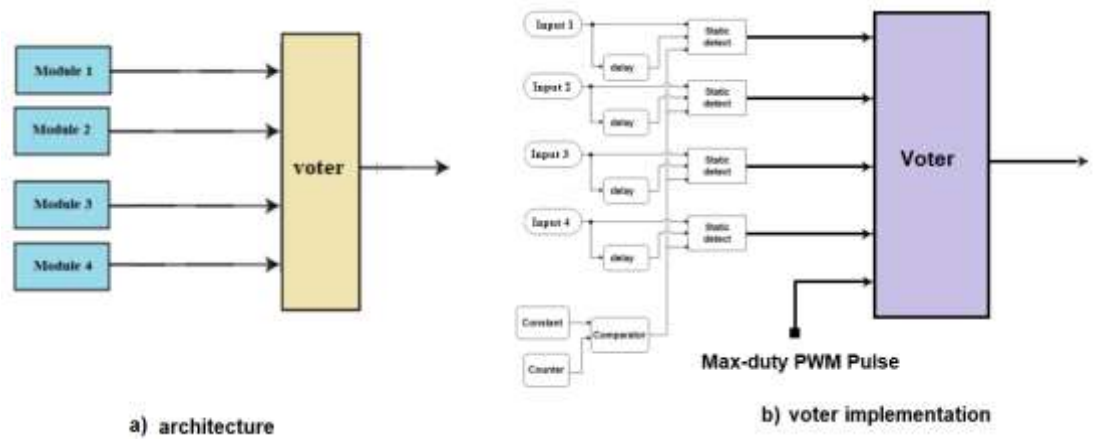 Module 1
Module 2
Module 3
Module 4
voter
a) architecture
Input 1
delay
Static
detect
Input 2
delay
Static
detect
Input 3
delay
Static
detect
Input 4
delay
Static
detect
Constant
Counter
Comparator
Voter
Max-duty PWM Pulse
b) voter implementation